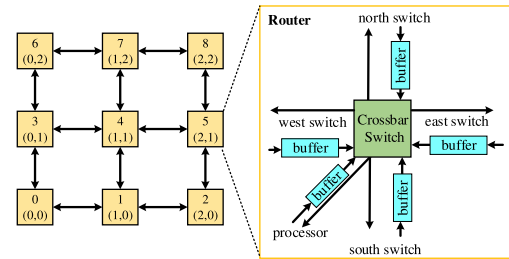 6
(0,2)
7
(1,2)
8
(2,2)
3
(0,1)
4
(1,1)
5
(2,1)
0
(0,0)
1
(1,0)
2
(2,0)
Router
north switch
buffer
west switch
Crossbar
Switch
east switch
buffer
buffer
buffer
buffer
processor
south switch